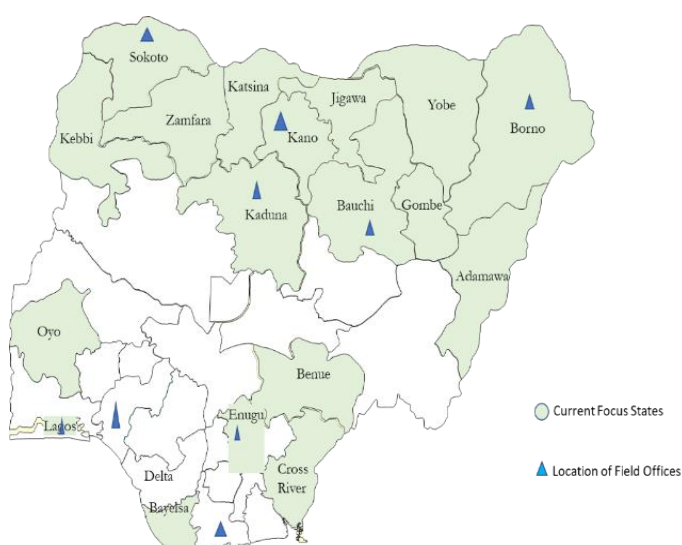 Sokoto
Katsina
Jigawa
Yobe
Zamfara
Borno
Kebbi
Kano
Kaduna
Bauchi
Gombe
Adamawa
Oyo
Benue
Current Focus States
Enugu
Lagos
Location of Field Offices
Delta
Cross
River
Bayelsa